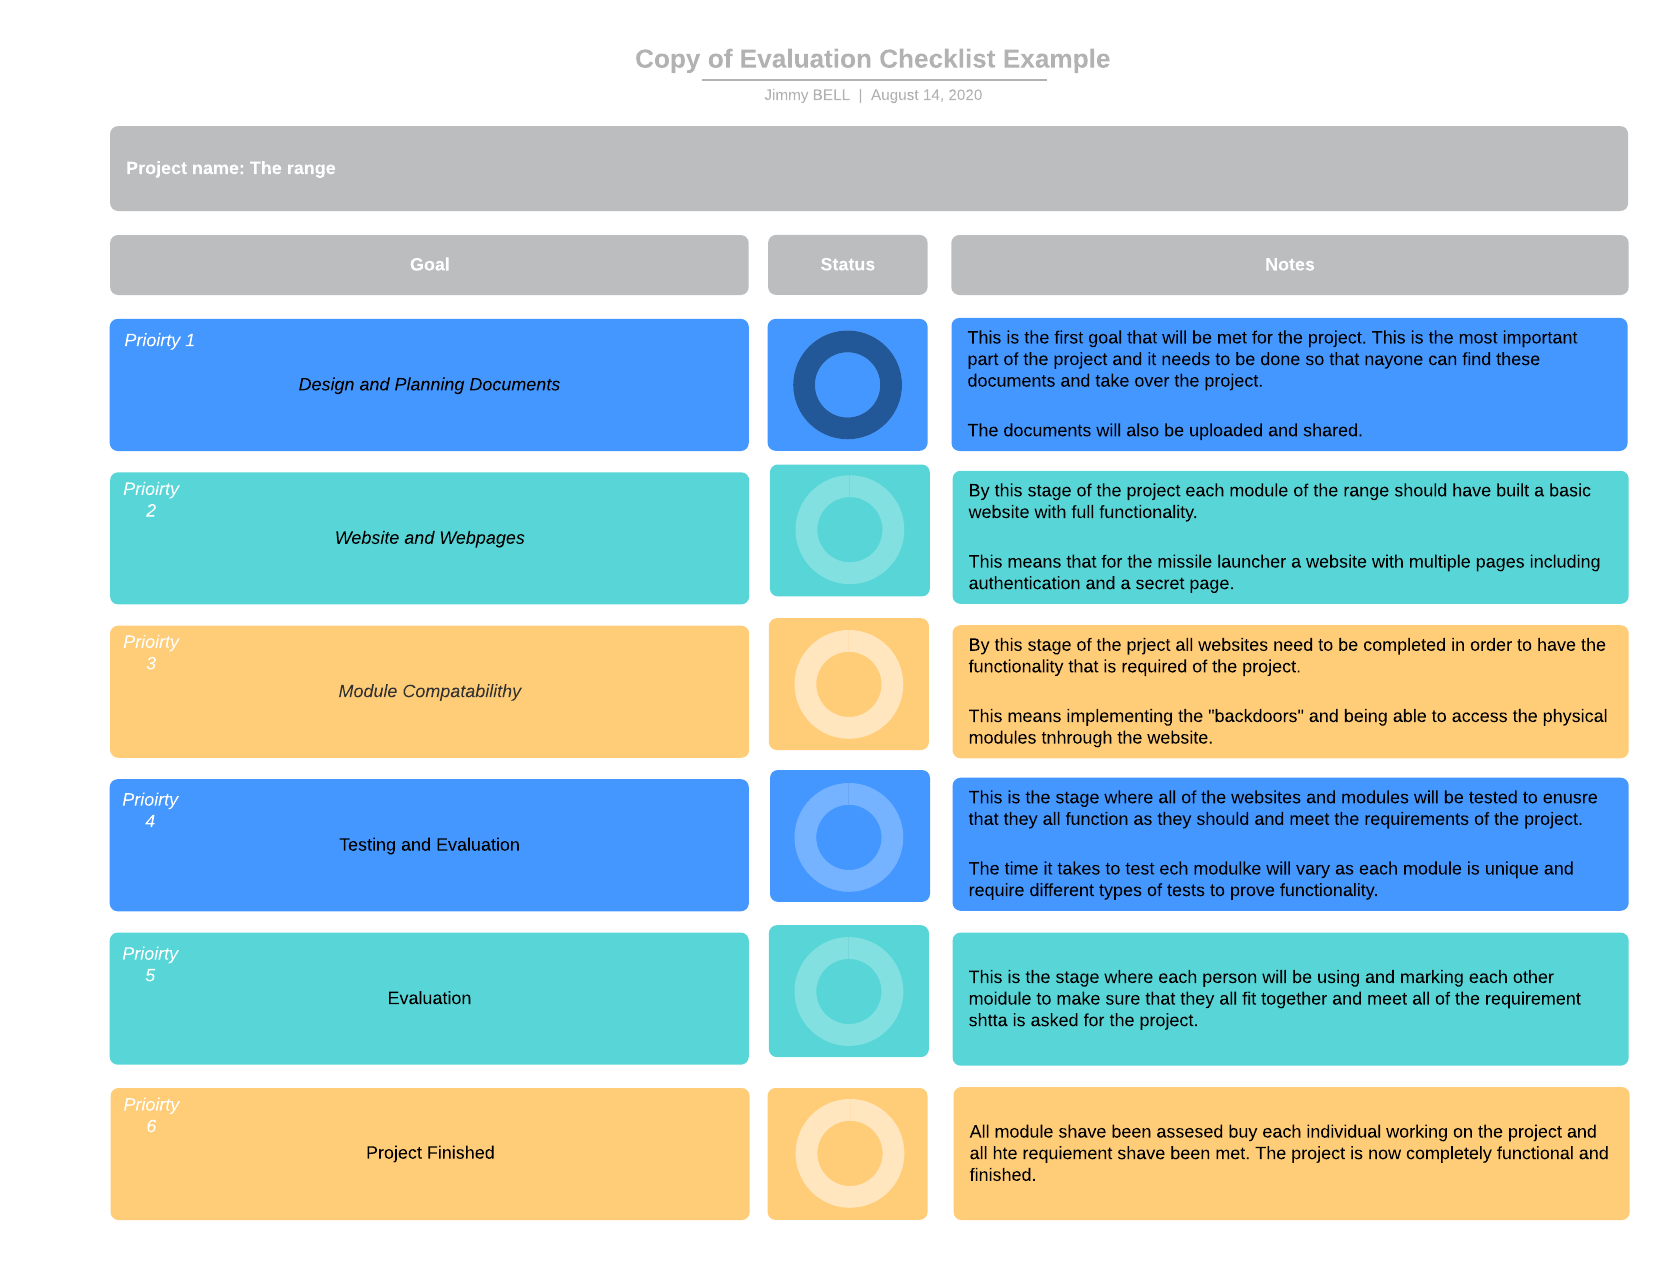 Copy of Evaluation Checklist Example
Jimmy BELL | August 14, 2020
Project name: The range
Goal
Status
Notes
Prioirty 1
Design and Planning Documents
This is the first goal that will be met for the project. This is the most important
part of the project and it needs to be done so that nayone can find these
documents and take over the project.
The documents will also be uploaded and shared.
Prioirty
2
Website and Webpages
By this stage of the project each module of the range should have built a basic
website with full functionality.
This means that for the missile launcher a website with multiple pages including
authentication and a secret page.
Prioirty
3
Module Compatabilithy
By this stage of the prject all websites need to be completed in order to have the
functionality that is required of the project.
This means implementing the "backdoors" and being able to access the physical
modules tnhrough the website.
Prioirty
4
Testing and Evaluation
This is the stage where all of the websites and modules will be tested to enusre
that they all function as they should and meet the requirements of the project.
The time it takes to test ech modulke will vary as each module is unique and
require different types of tests to prove functionality.
Prioirty
5
Evaluation
This is the stage where each person will be using and marking each other
moidule to make sure that they all fit together and meet all of the requirement
shtta is asked for the project.
Prioirty
6
Project Finished
All module shave been assesed buy each individual working on the project and
all hte requiement shave been met. The project is now completely functional and
finished.